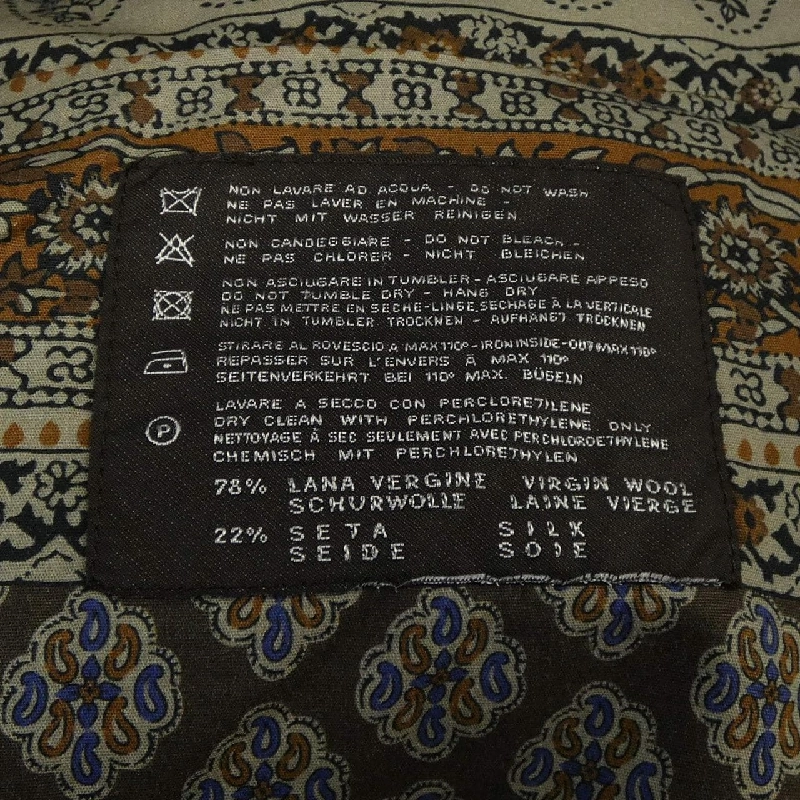 NON LAVARE AD ACQUA - DO NOT WASH
NE PAS LAVER EN MACHINE -
NICHT MIT WASSER REINIGEN
NON CANDEGGIARE - DO NOT BLEACH -
NE PAS CHLORER - NICHT BLEICHEN
NON ASCIUGARE IN TUMBLER - ASCIUGARE APPESO
DO NOT TUMBLE DRY - HANG DRY
NE PAS METTRE EN SECHE-LINGE, SECHAGE À LA VERTICALE
NICHT IN TUMBLER TROCKNEN - AUFHANGT TROCKNEN
STIRARE AL ROVESCIO A MAX 110° - IRON INSIDE-OUT MAX 110°
REPASSER SUR L'ENVERS À MAX 110°
SEITENVERKEHRT BEI 110° MAX. BÜGELN
P
LAVARE A SECCO CON PERCLORETILENE
DRY CLEAN WITH PERCHLORETHYLENE ONLY
NETTOYAGE À SEC SEULEMENT AVEC PERCHLOROETHYLENE
CHEMISCH MIT PERCHLORETHYLEN
78% LANA VERGINE VIRGIN WOOL
SCHURWOLLE LAINE VIERGE
22% SETA SILK
SEIDE SOIE